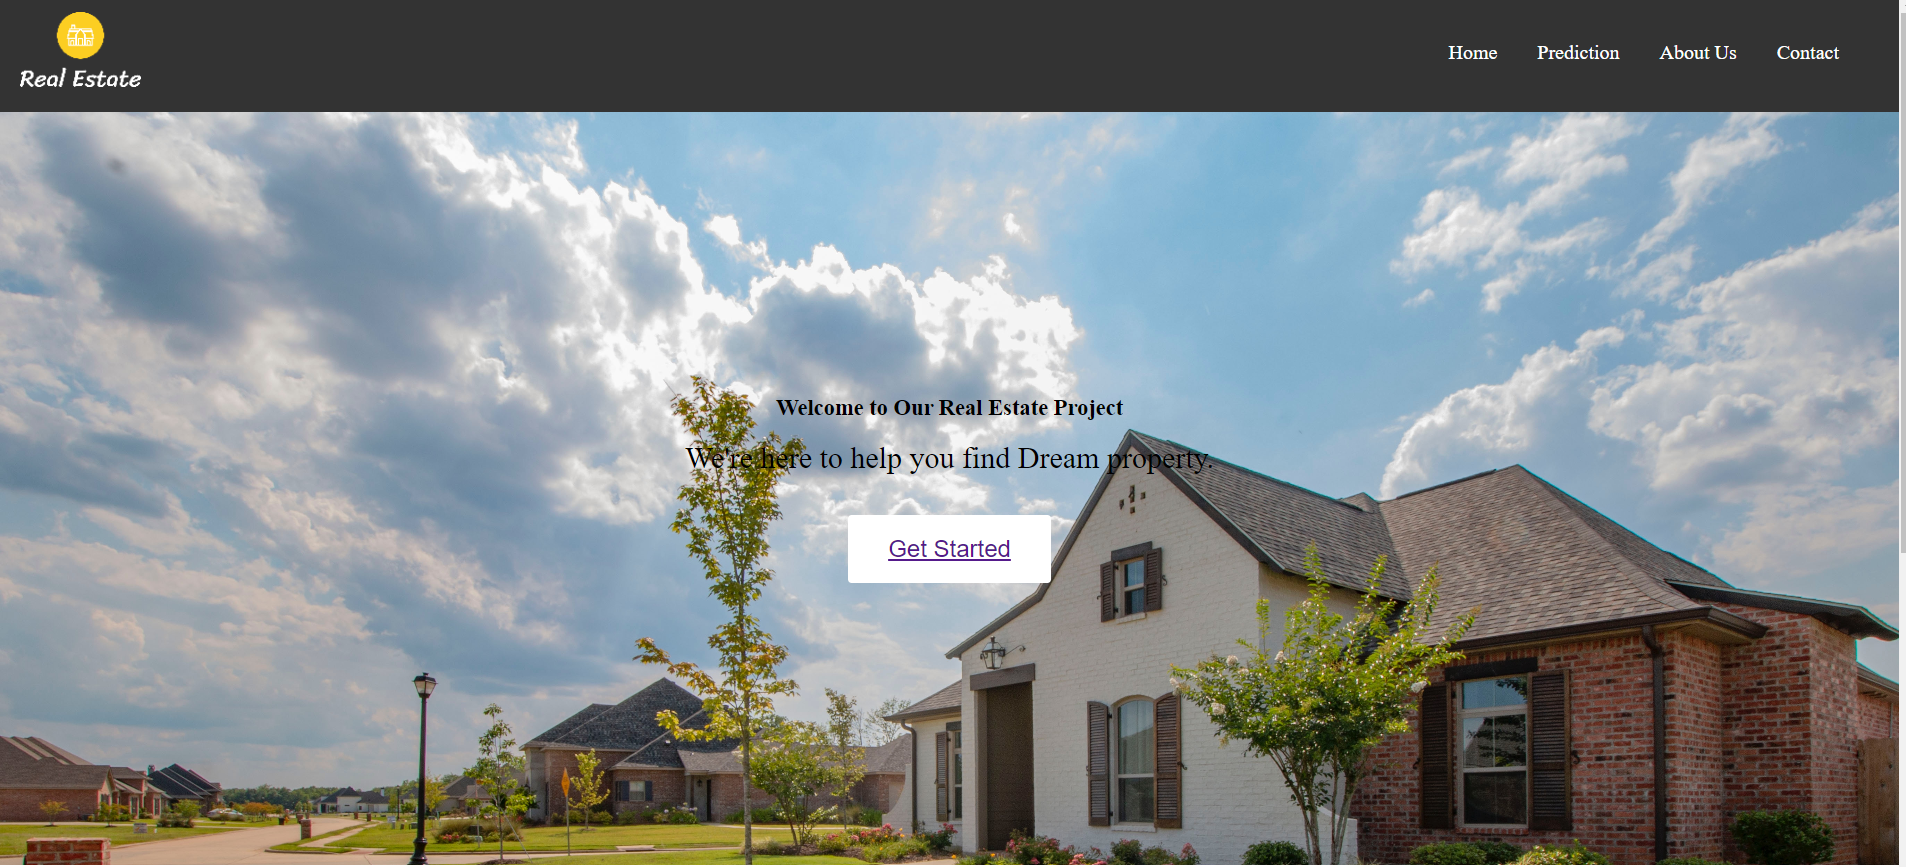 Real Estate
Home Prediction About Us Contact
Welcome to Our Real Estate Project
We're here to help you find Dream property.
Get Started